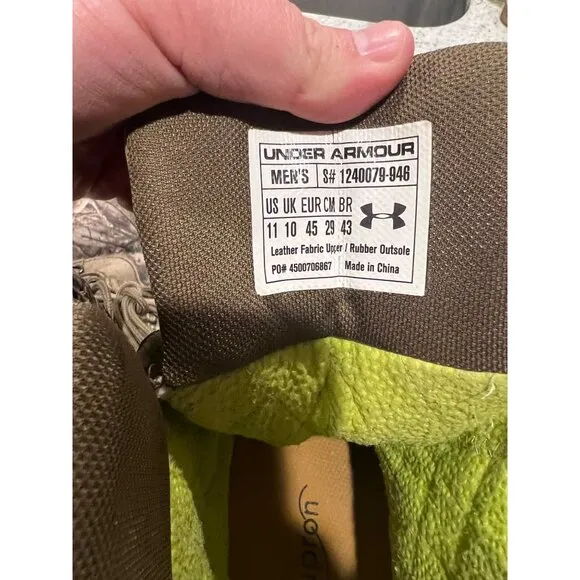 UNDER ARMOUR
MEN'S S# 1240079-946
US UK EUR CM BR
11 10 45 29 43
Leather Fabric Upper / Rubber Outsole
PO# 4500706867 Made in China